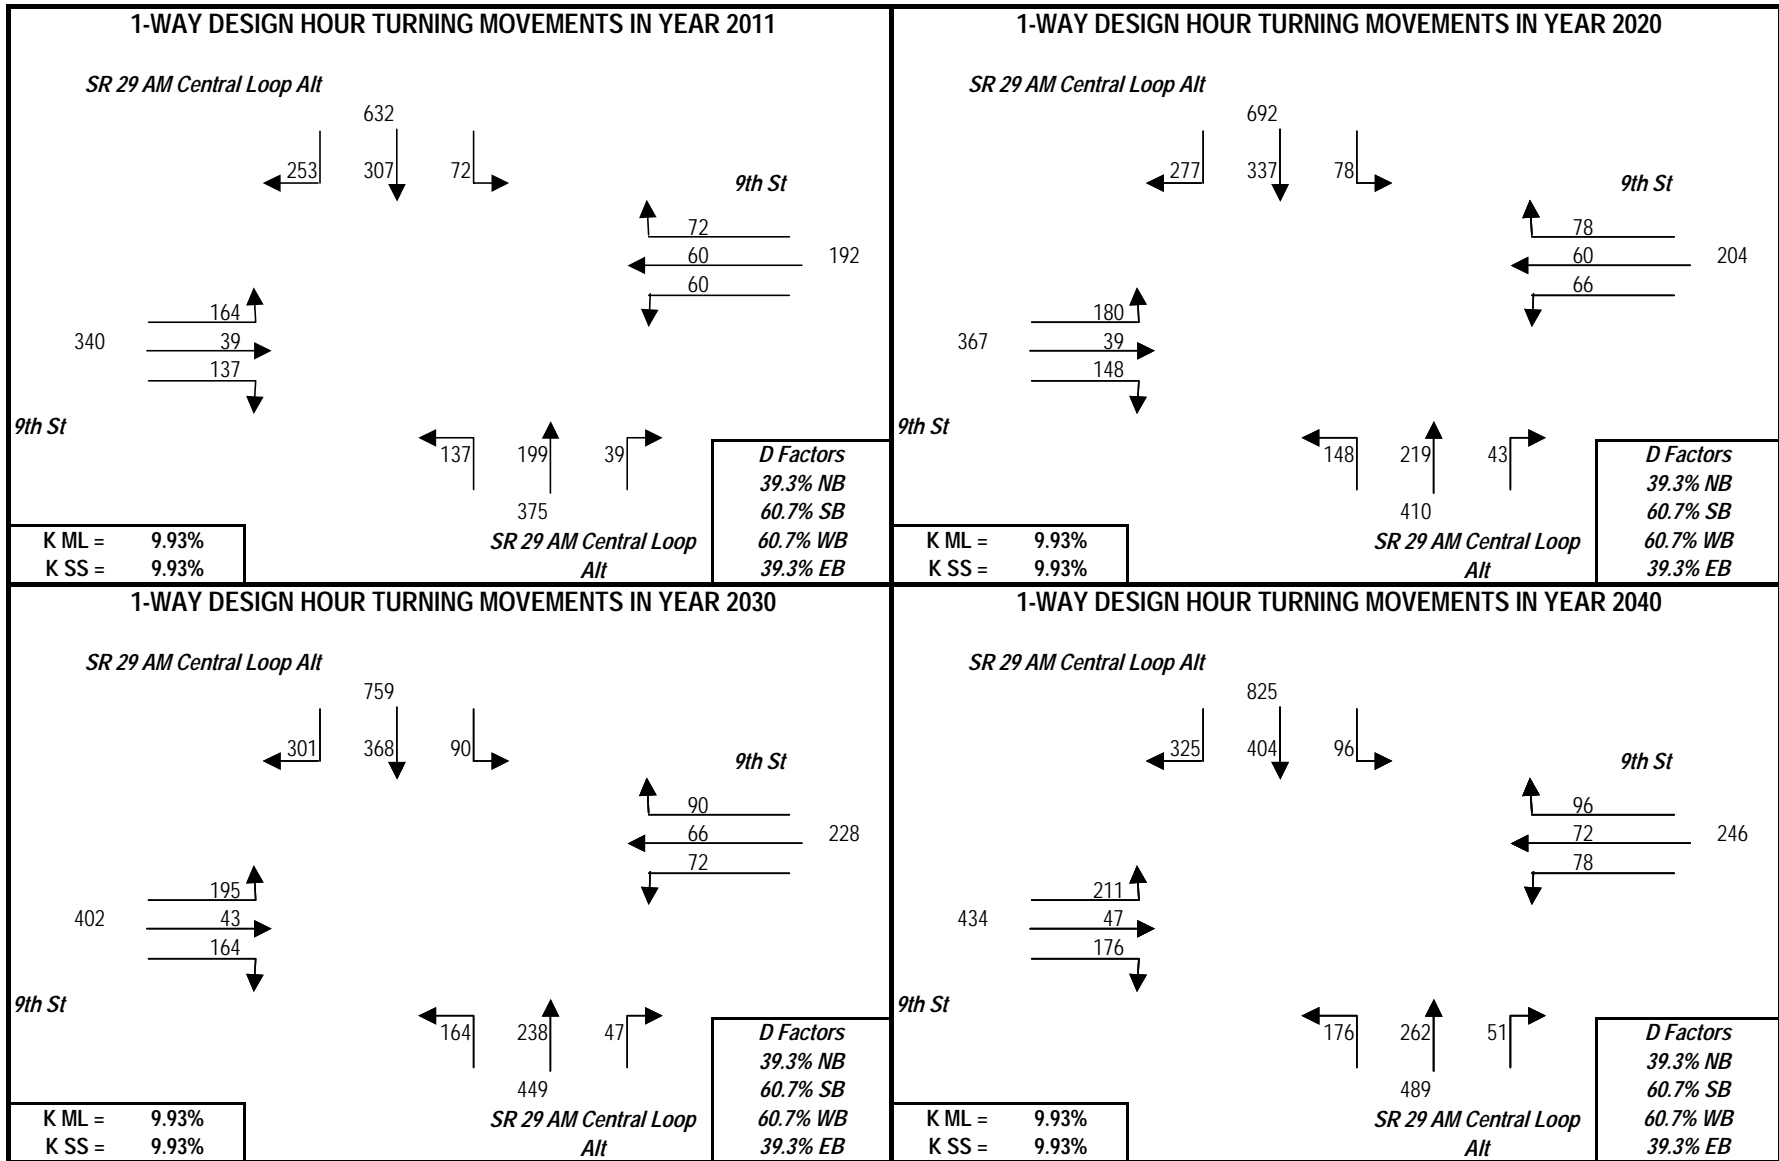 1-WAY DESIGN HOUR TURNING MOVEMENTS IN YEAR 2011
SR 29 AM Central Loop Alt
632
253 307 72
9th St
72
60 192
60
164
340 39
137
9th St
137 199 39
375
SR 29 AM Central Loop
Alt
D Factors
39.3% NB
60.7% SB
60.7% WB
39.3% EB
K ML = 9.93%
K SS = 9.93%
1-WAY DESIGN HOUR TURNING MOVEMENTS IN YEAR 2020
SR 29 AM Central Loop Alt
692
277 337 78
9th St
78
60 204
66
180
367 39
148
9th St
148 219 43
410
SR 29 AM Central Loop
Alt
D Factors
39.3% NB
60.7% SB
60.7% WB
39.3% EB
K ML = 9.93%
K SS = 9.93%
1-WAY DESIGN HOUR TURNING MOVEMENTS IN YEAR 2030
SR 29 AM Central Loop Alt
759
301 368 90
9th St
90
66 228
72
195
402 43
164
9th St
164 238 47
449
SR 29 AM Central Loop
Alt
D Factors
39.3% NB
60.7% SB
60.7% WB
39.3% EB
K ML = 9.93%
K SS = 9.93%
1-WAY DESIGN HOUR TURNING MOVEMENTS IN YEAR 2040
SR 29 AM Central Loop Alt
825
325 404 96
9th St
96
72 246
78
211
434 47
176
9th St
176 262 51
489
SR 29 AM Central Loop
Alt
D Factors
39.3% NB
60.7% SB
60.7% WB
39.3% EB
K ML = 9.93%
K SS = 9.93%